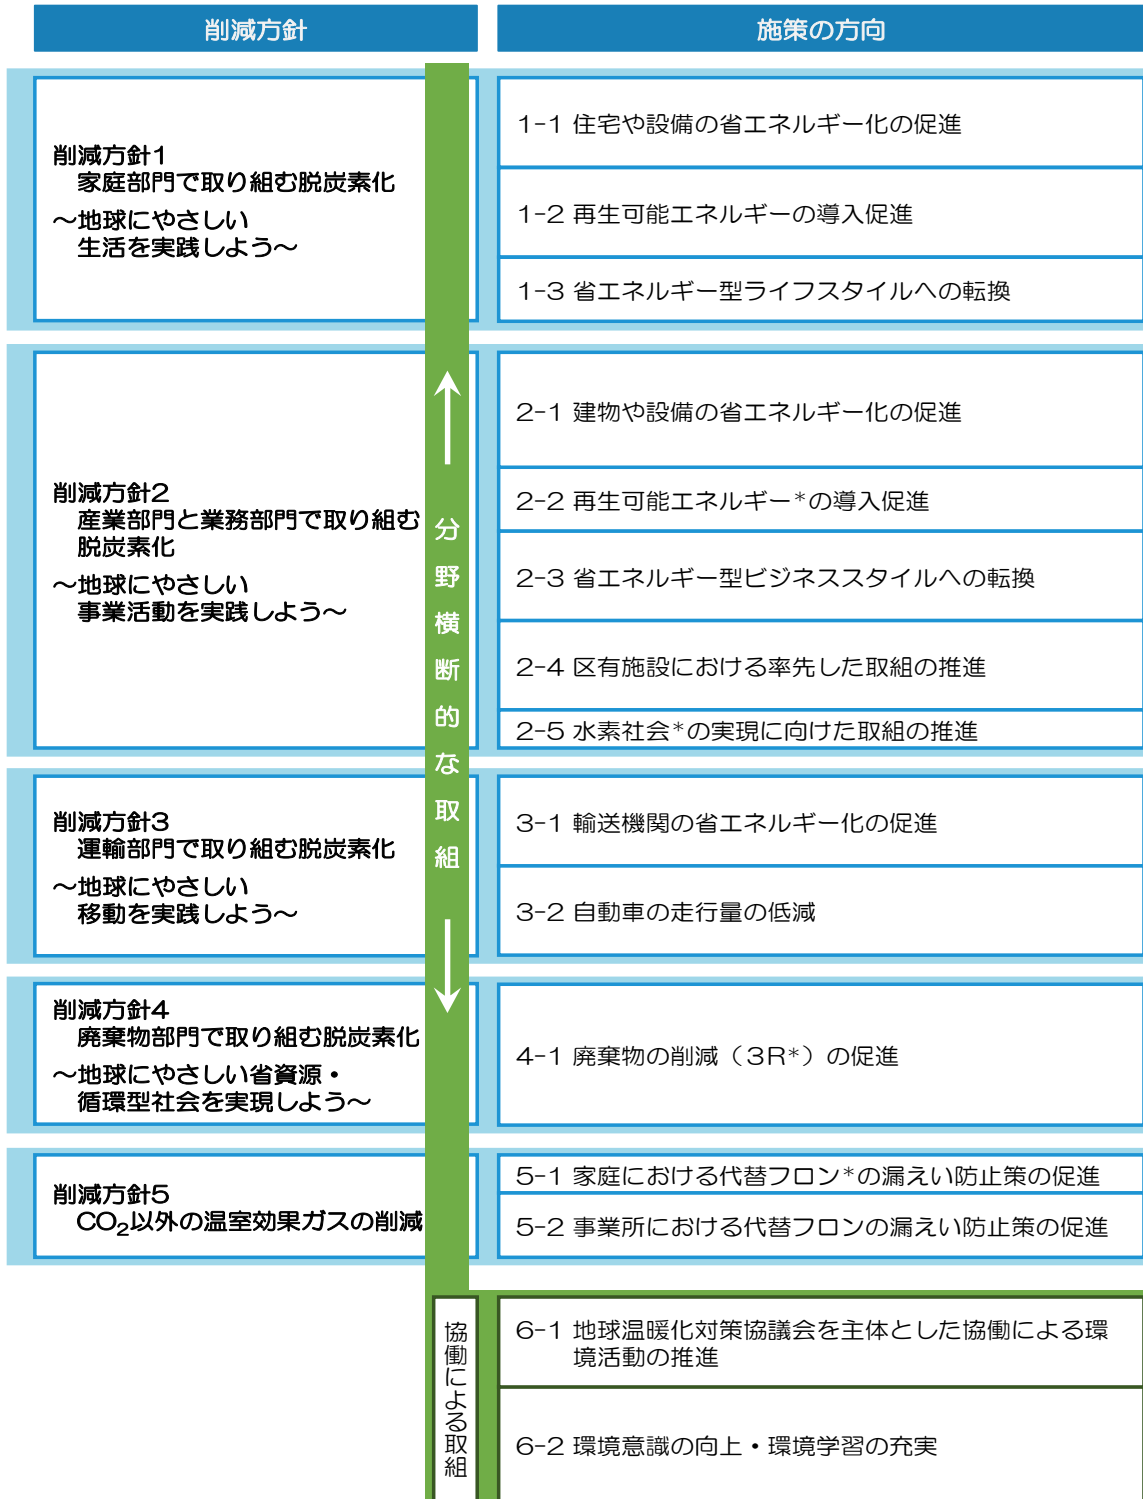 削減方針
施策の方向
削減方針1
家庭部門で取り組む脱炭素化
～地球にやさしい
生活を実践しよう～
1-1 住宅や設備の省エネルギー化の促進
1-2 再生可能エネルギーの導入促進
1-3 省エネルギー型ライフスタイルへの転換
削減方針2
産業部門と業務部門で取り組む
脱炭素化
～地球にやさしい
事業活動を実践しよう～
2-1 建物や設備の省エネルギー化の促進
2-2 再生可能エネルギー*の導入促進
2-3 省エネルギー型ビジネススタイルへの転換
2-4 区有施設における率先した取組の推進
2-5 水素社会*の実現に向けた取組の推進
分野横断的な取組
削減方針3
運輸部門で取り組む脱炭素化
～地球にやさしい
移動を実践しよう～
3-1 輸送機関の省エネルギー化の促進
3-2 自動車の走行量の低減
削減方針4
廃棄物部門で取り組む脱炭素化
～地球にやさしい省資源・
循環型社会を実現しよう～
4-1 廃棄物の削減（3R*）の促進
削減方針5
CO₂以外の温室効果ガスの削減
5-1 家庭における代替フロン*の漏えい防止策の促進
5-2 事業所における代替フロンの漏えい防止策の促進
協働による取組
6-1 地球温暖化対策協議会を主体とした協働による環
境活動の推進
6-2 環境意識の向上・環境学習の充実